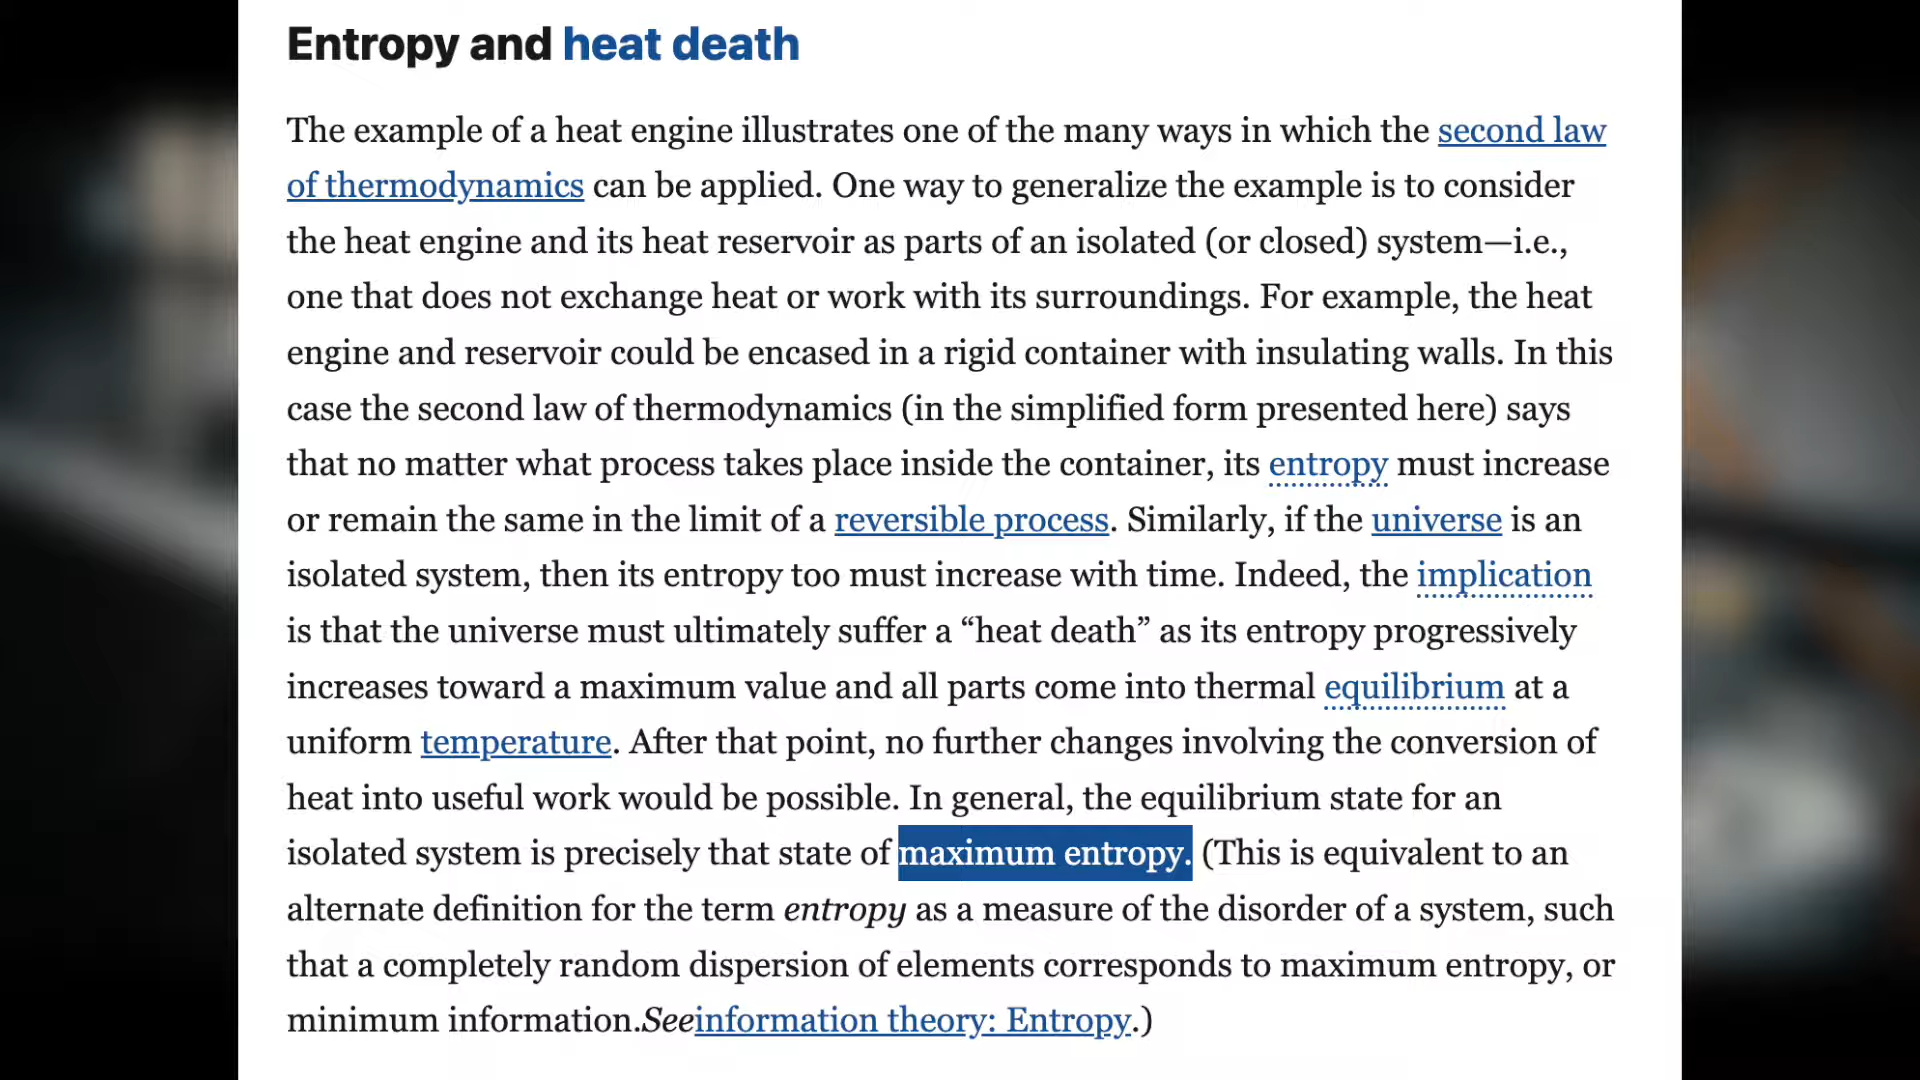 Entropy and heat death
The example of a heat engine illustrates one of the many ways in which the second law
of thermodynamics can be applied. One way to generalize the example is to consider
the heat engine and its heat reservoir as parts of an isolated (or closed) system—i.e.,
one that does not exchange heat or work with its surroundings. For example, the heat
engine and reservoir could be encased in a rigid container with insulating walls. In this
case the second law of thermodynamics (in the simplified form presented here) says
that no matter what process takes place inside the container, its entropy must increase
or remain the same in the limit of a reversible process. Similarly, if the universe is an
isolated system, then its entropy too must increase with time. Indeed, the implication
is that the universe must ultimately suffer a “heat death” as its entropy progressively
increases toward a maximum value and all parts come into thermal equilibrium at a
uniform temperature. After that point, no further changes involving the conversion of
heat into useful work would be possible. In general, the equilibrium state for an
isolated system is precisely that state of maximum entropy. (This is equivalent to an
alternate definition for the term entropy as a measure of the disorder of a system, such
that a completely random dispersion of elements corresponds to maximum entropy, or
minimum information.Seeinformation theory: Entropy.)